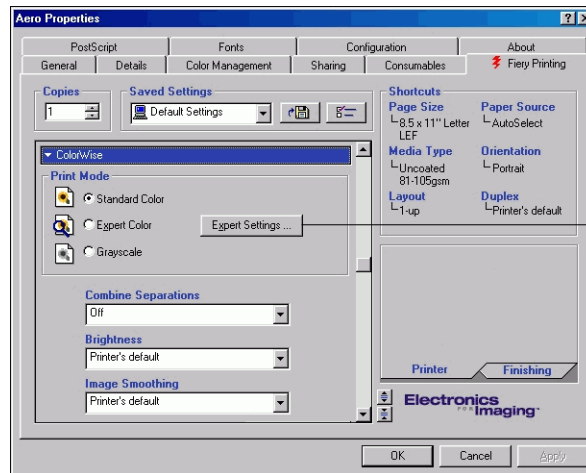 Aero Properties
PostScript Fonts Configuration About
General Details Color Management Sharing Consumables Fiery Printing
Copies
1
Saved Settings
Default Settings
ColorWise
Print Mode
Standard Color
Expert Color
Expert Settings ...
Grayscale
Combine Separations
Off
Brightness
Printer's default
Image Smoothing
Printer's default
Shortcuts
Page Size
8.5 x 11" Letter
LEF
Paper Source
AutoSelect
Media Type
Uncoated
81-105gsm
Orientation
Portrait
Layout
1-up
Duplex
Printer's default
Printer Finishing
Electronics
FOR Imaging
OK Cancel Apply